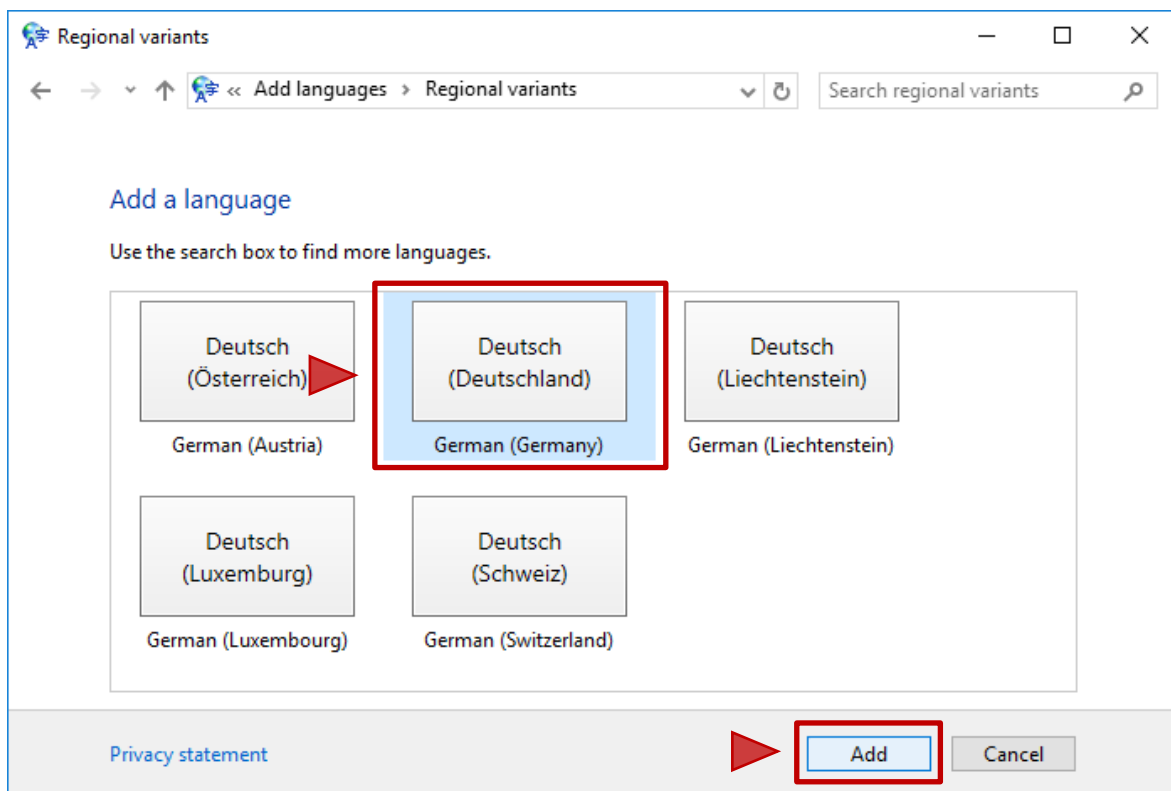 Regional variants
« Add languages > Regional variants
Search regional variants
Add a language
Use the search box to find more languages.
Deutsch
(Österreich)
German (Austria)
Deutsch
(Deutschland)
German (Germany)
Deutsch
(Liechtenstein)
German (Liechtenstein)
Deutsch
(Luxemburg)
German (Luxembourg)
Deutsch
(Schweiz)
German (Switzerland)
Privacy statement
Add
Cancel